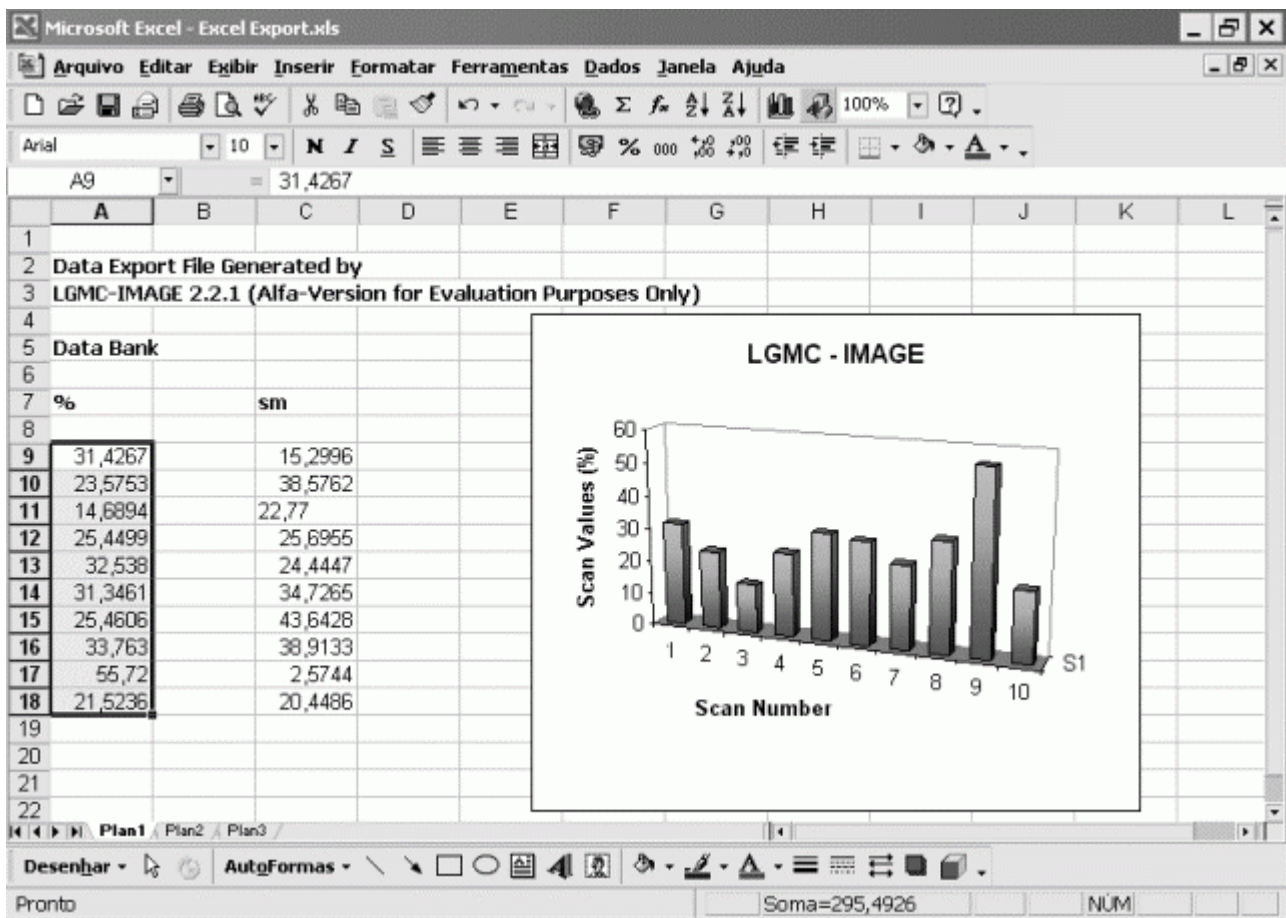 Microsoft Excel - Excel Export.xls
Arquivo Editar Exibir Inserir Formatar Ferramentas Dados Janela Ajuda
100%
Arial 10 N I S % 000
A9 = 31,4267
A B C D E F G H I J K L
1
2 Data Export File Generated by
3 LGMC-IMAGE 2.2.1 (Alfa-Version for Evaluation Purposes Only)
4
5 Data Bank
6
7 % sm
8
9 31,4267 15,2996
10 23,5753 38,5762
11 14,6894 22,77
12 25,4499 25,6955
13 32,538 24,4447
14 31,3461 34,7265
15 25,4606 43,6428
16 33,763 38,9133
17 55,72 2,5744
18 21,5236 20,4486
19
20
21
22
LGMC - IMAGE
Scan Values (%)
60
50
40
30
20
10
0
1 2 3 4 5 6 7 8 9 10
S1
Scan Number
Plan1 Plan2 Plan3
Desenhar AutoFormas
Pronto Soma=295,4926 NÚM